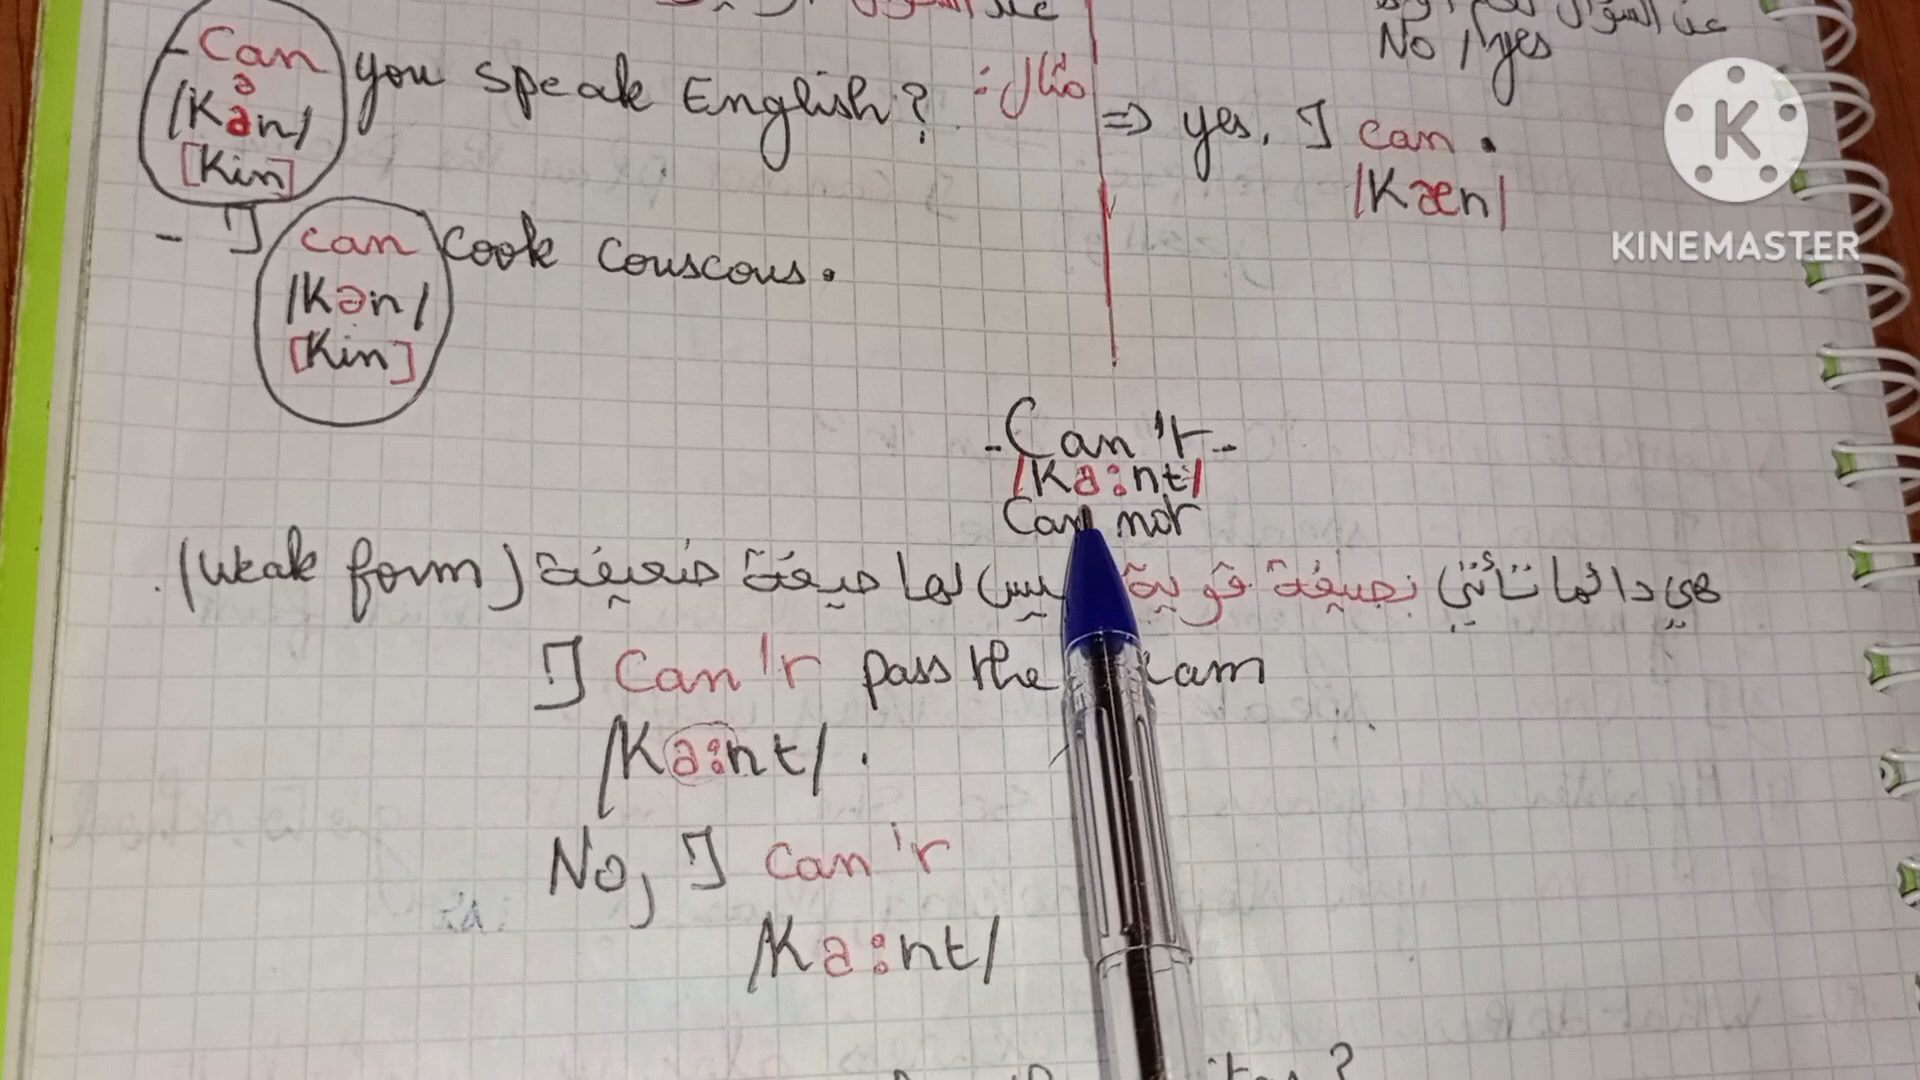 عند السؤال
No / yes
- Can you speak English? مثال:
/Kən/
[Kin]
=> yes, I can.
/Kæn/
KINEMASTER
- I can cook couscous.
/Kən/
[Kin]
- Can't -
/Ka:nt/
Can not
هي دائما تأتي بصيغة قوية ليس لها صيغة ضعيفة (weak form).
I Can't pass the
/Ka:nt/.
No, I can't
/Ka:nt/